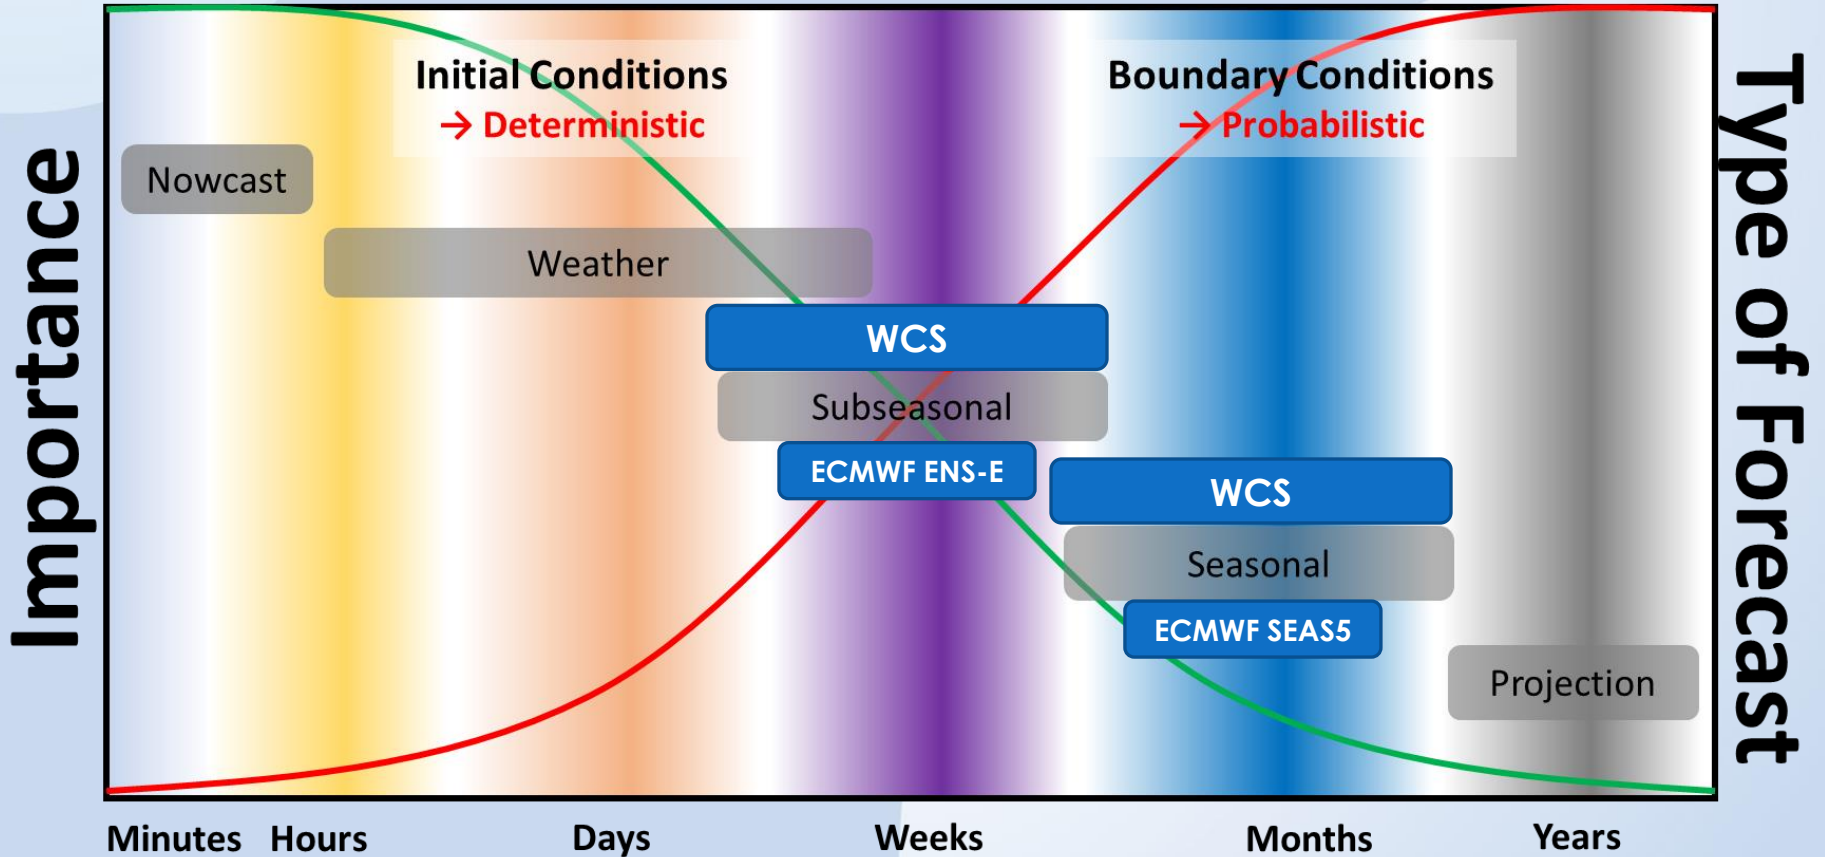 Importance
Initial Conditions
→ Deterministic
Boundary Conditions
→ Probabilistic
Nowcast
Weather
WCS
Subseasonal
ECMWF ENS-E
WCS
Seasonal
ECMWF SEAS5
Projection
Type of Forecast
Minutes Hours Days Weeks Months Years